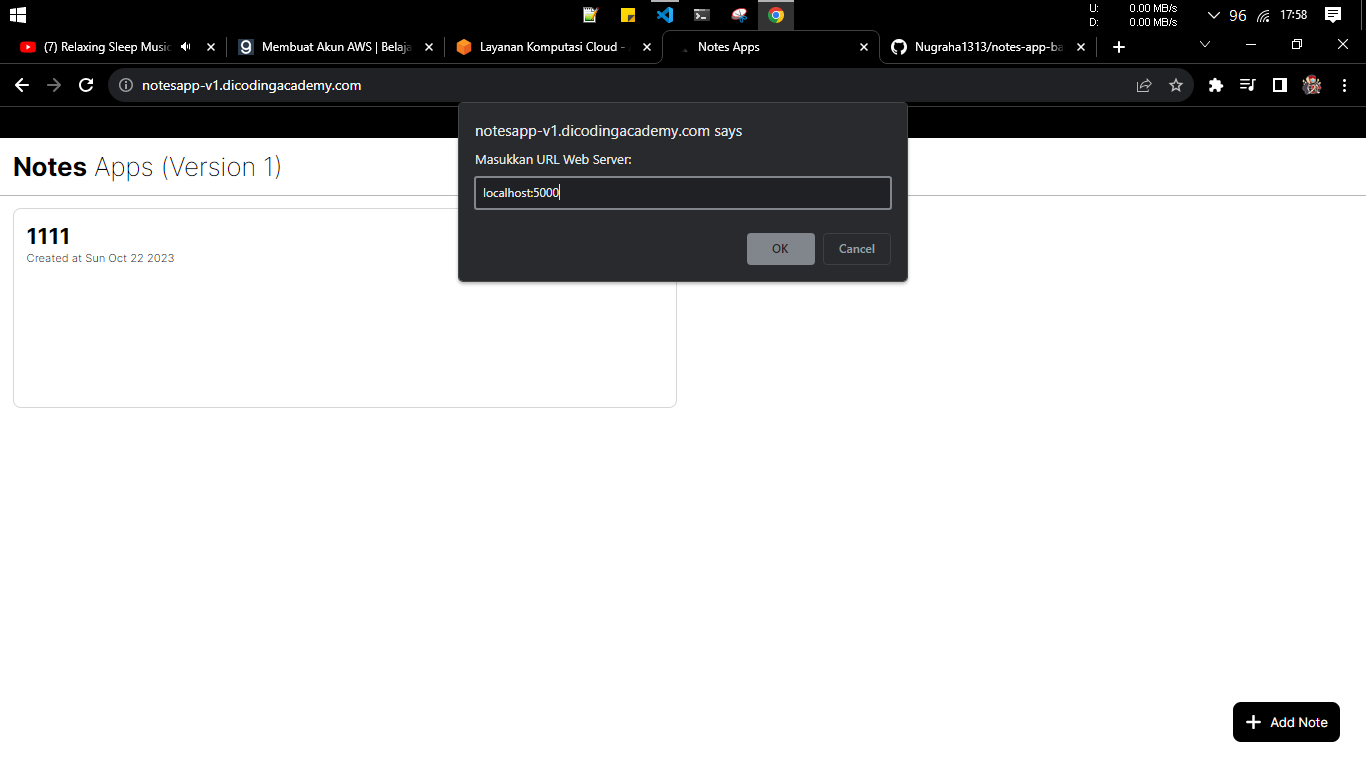 U: 0.00 MB/s
D: 0.00 MB/s
96
17:58
(7) Relaxing Sleep Music
Membuat Akun AWS | Belaja
Layanan Komputasi Cloud -
Notes Apps
Nugraha1313/notes-app-ba
notesapp-v1.dicodingacademy.com
notesapp-v1.dicodingacademy.com says
Masukkan URL Web Server:
localhost:5000
OK
Cancel
Notes Apps (Version 1)
1111
Created at Sun Oct 22 2023
Add Note